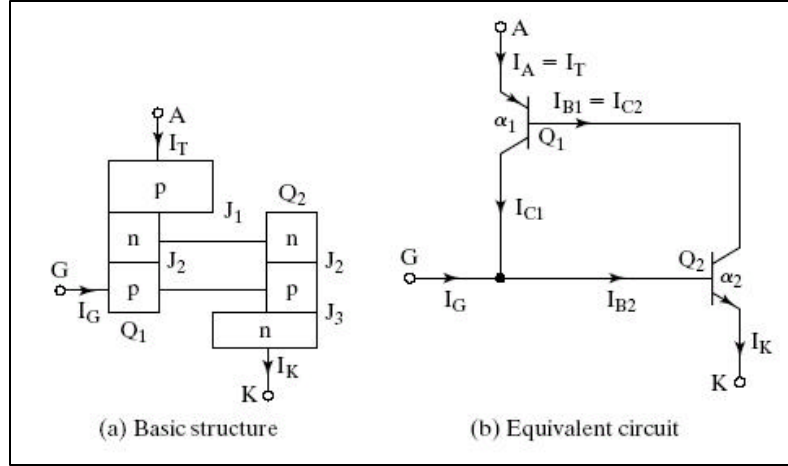 A
I_T
p
Q_2
J_1
n
n
J_2
J_2
G
I_G
p
p
Q_1
J_3
n
I_K
K
(a) Basic structure
A
I_A = I_T
I_B1 = I_C2
α_1
Q_1
I_C1
G
I_G
Q_2
α_2
I_B2
I_K
K
(b) Equivalent circuit